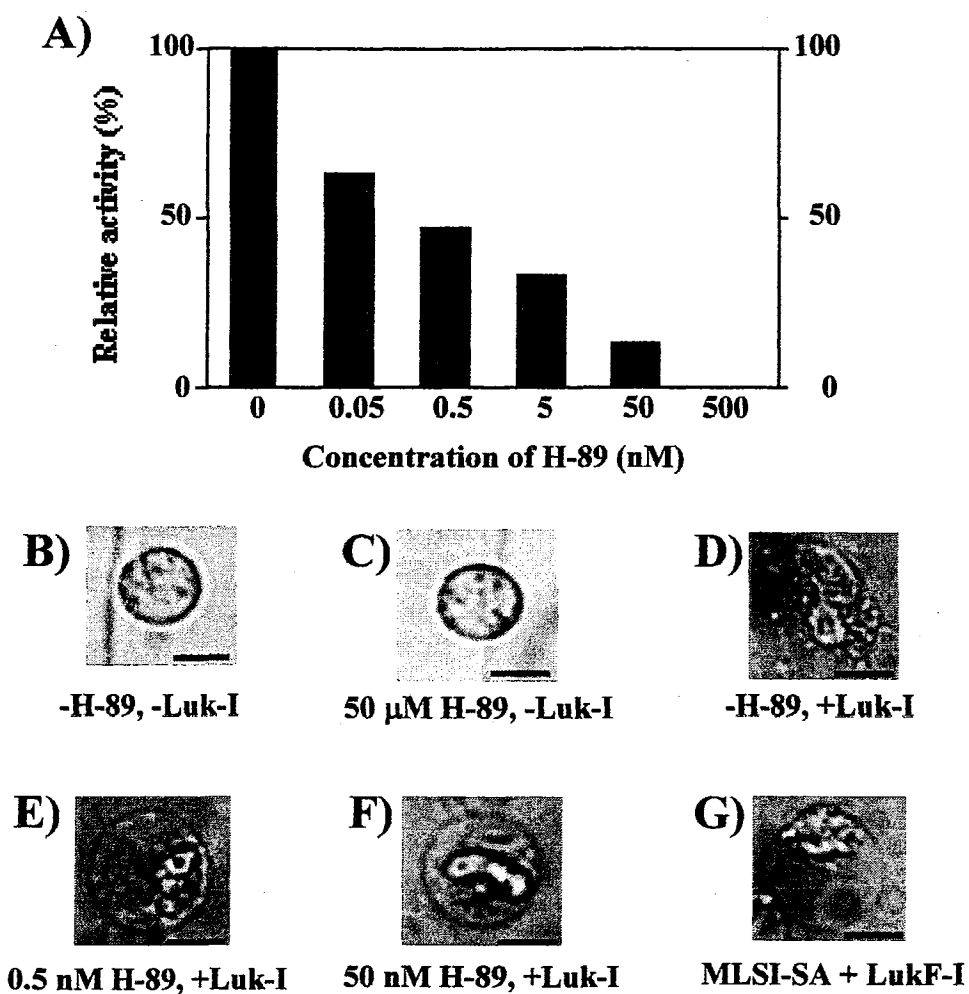 A)
100
100
Relative activity (%)
50
50
0
0
0 0.05 0.5 5 50 500
Concentration of H-89 (nM)
B) C) D)
-H-89, -Luk-I 50 μM H-89, -Luk-I -H-89, +Luk-I
E) F) G)
0.5 nM H-89, +Luk-I 50 nM H-89, +Luk-I MLSI-SA + LukF-I